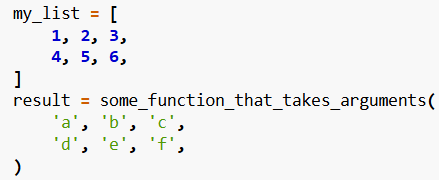 my_list = [
    1, 2, 3,
    4, 5, 6,
]
result = some_function_that_takes_arguments(
    'a', 'b', 'c',
    'd', 'e', 'f',
)